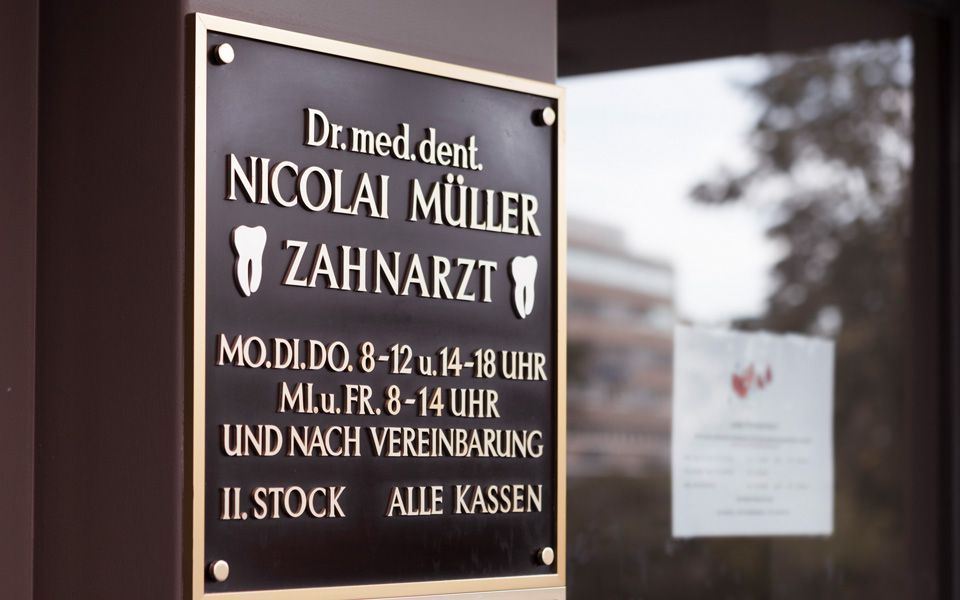 Dr. med. dent.
NICOLAI MÜLLER
ZAHNARZT
MO.DI.DO. 8-12 u. 14-18 UHR
MI. u. FR. 8-14 UHR
UND NACH VEREINBARUNG
II. STOCK ALLE KASSEN